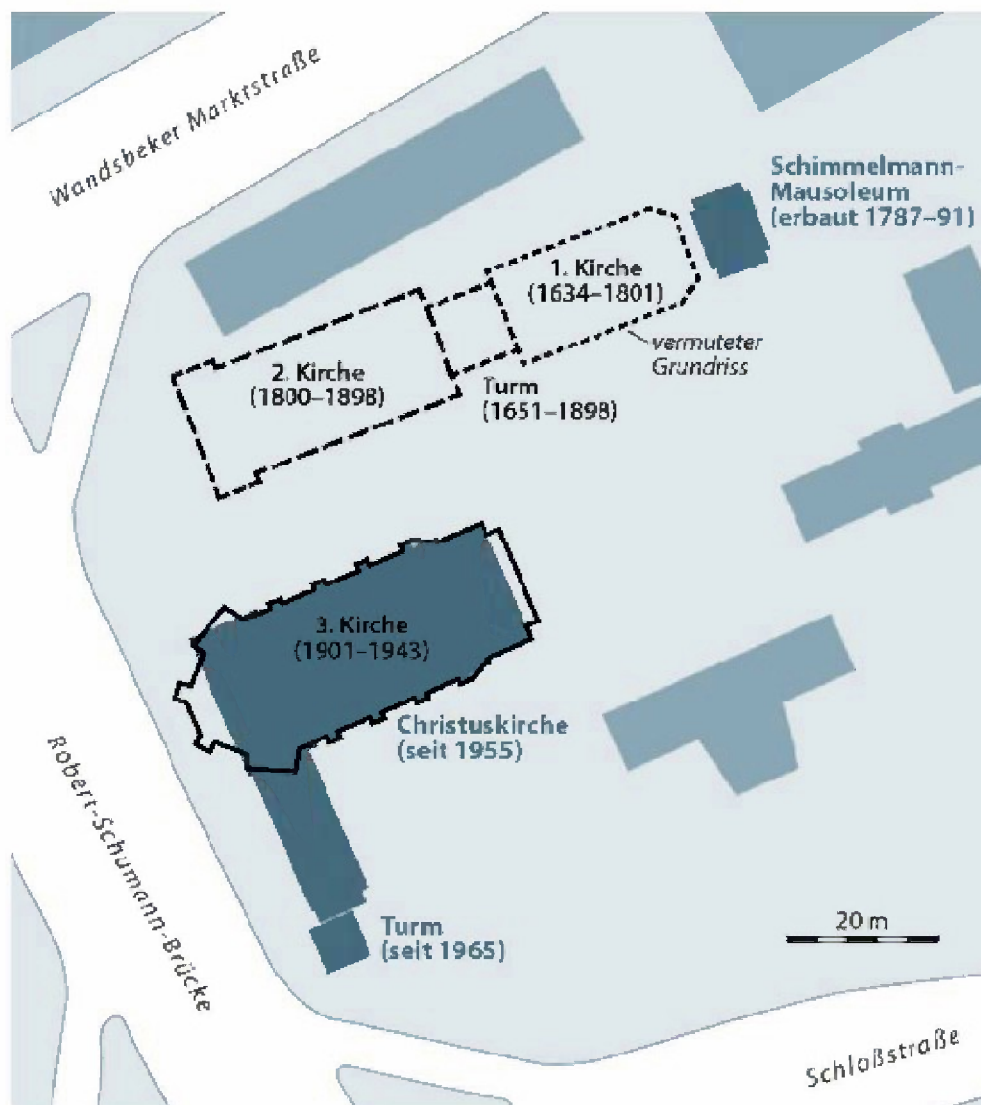 Wandsbeker Marktstraße
Schimmelmann-
Mausoleum
(erbaut 1787–91)
1. Kirche
(1634–1801)
vermuteter
Grundriss
2. Kirche
(1800–1898)
Turm
(1651–1898)
3. Kirche
(1901–1943)
Christuskirche
(seit 1955)
Robert-Schumann-Brücke
Turm
(seit 1965)
20 m
Schloßstraße